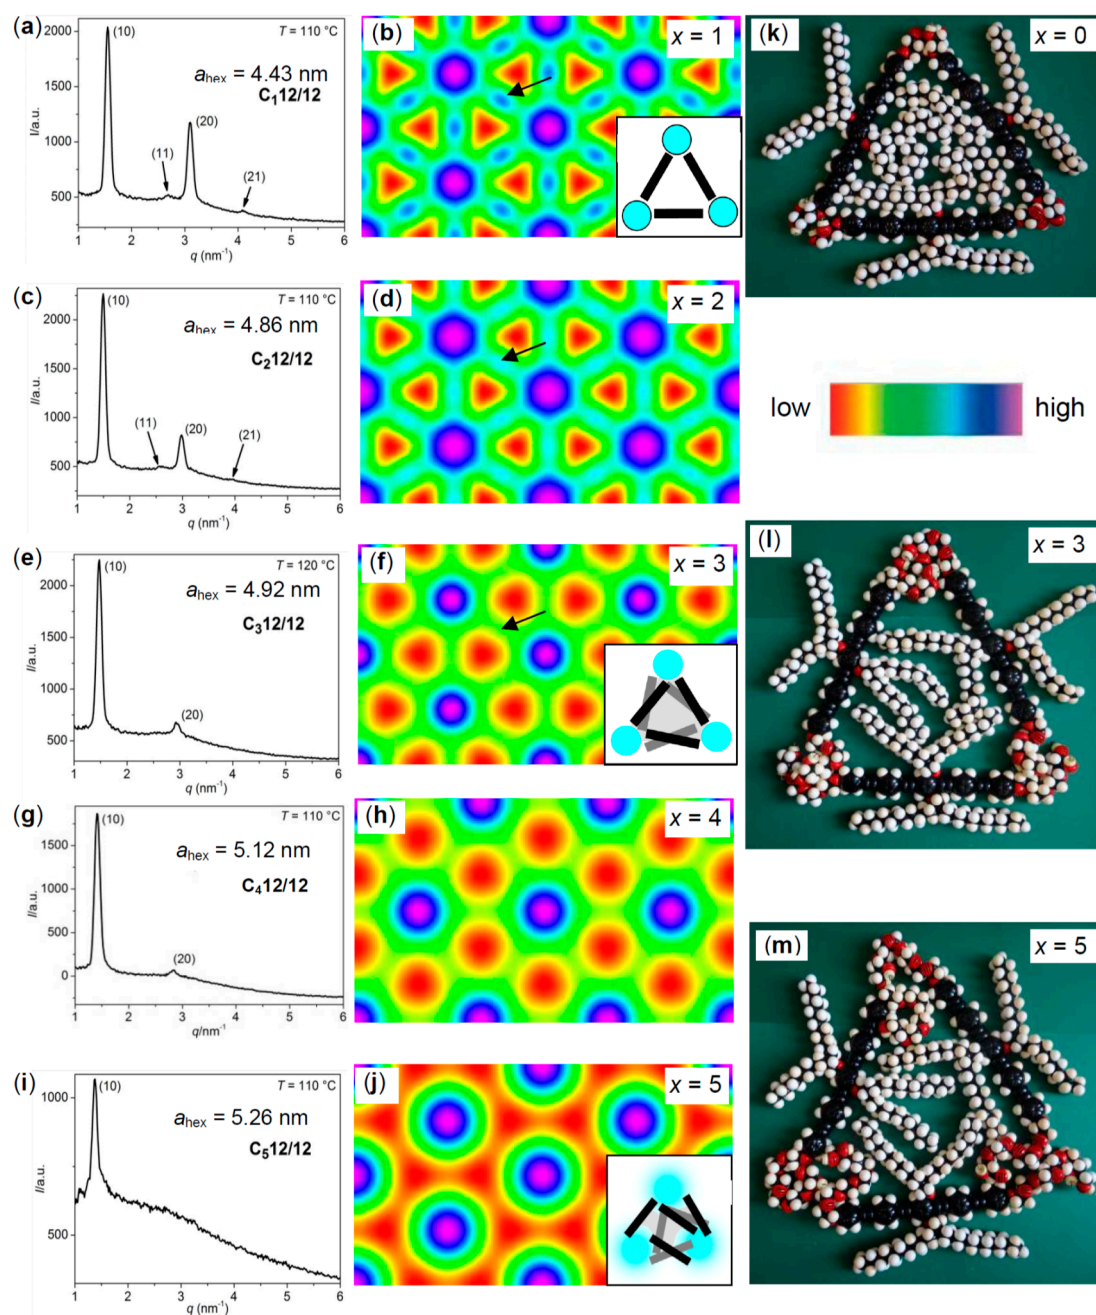 (a)
2000
1500
1000
500
I/a.u.
(10)
T = 110 °C
ahex = 4.43 nm
C₁12/12
(11)
(20)
(21)
1 2 3 4 5 6
q (nm⁻¹)
(b)
x = 1
(k)
x = 0
(c)
2000
1500
1000
500
I/a.u.
(10)
T = 110 °C
ahex = 4.86 nm
C₂12/12
(11)
(20)
(21)
1 2 3 4 5 6
q (nm⁻¹)
(d)
x = 2
low
high
(e)
2000
1500
1000
500
I/a.u.
(10)
T = 120 °C
ahex = 4.92 nm
C₃12/12
(20)
1 2 3 4 5 6
q (nm⁻¹)
(f)
x = 3
(l)
x = 3
(g)
1500
1000
500
0
I/a.u.
(10)
T = 110 °C
ahex = 5.12 nm
C₄12/12
(20)
1 2 3 4 5 6
q/nm⁻¹
(h)
x = 4
(i)
1000
500
I/a.u.
(10)
T = 110 °C
ahex = 5.26 nm
C₅12/12
1 2 3 4 5 6
q (nm⁻¹)
(j)
x = 5
(m)
x = 5